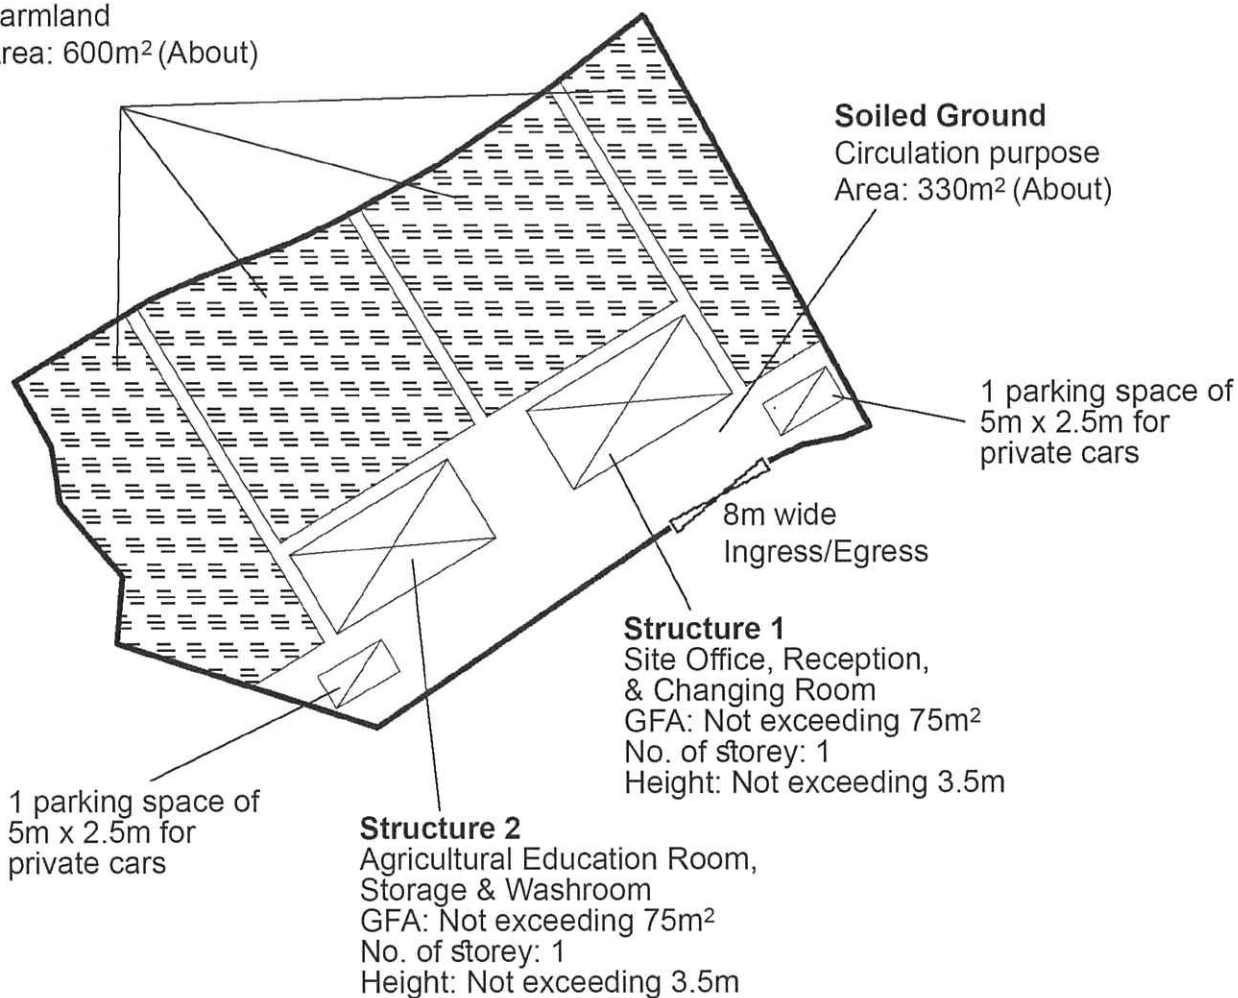 armland
rea: 600m² (About)
Soiled Ground
Circulation purpose
Area: 330m² (About)
1 parking space of
5m x 2.5m for
private cars
8m wide
Ingress/Egress
Structure 1
Site Office, Reception,
& Changing Room
GFA: Not exceeding 75m²
No. of storey: 1
Height: Not exceeding 3.5m
1 parking space of
5m x 2.5m for
private cars
Structure 2
Agricultural Education Room,
Storage & Washroom
GFA: Not exceeding 75m²
No. of storey: 1
Height: Not exceeding 3.5m